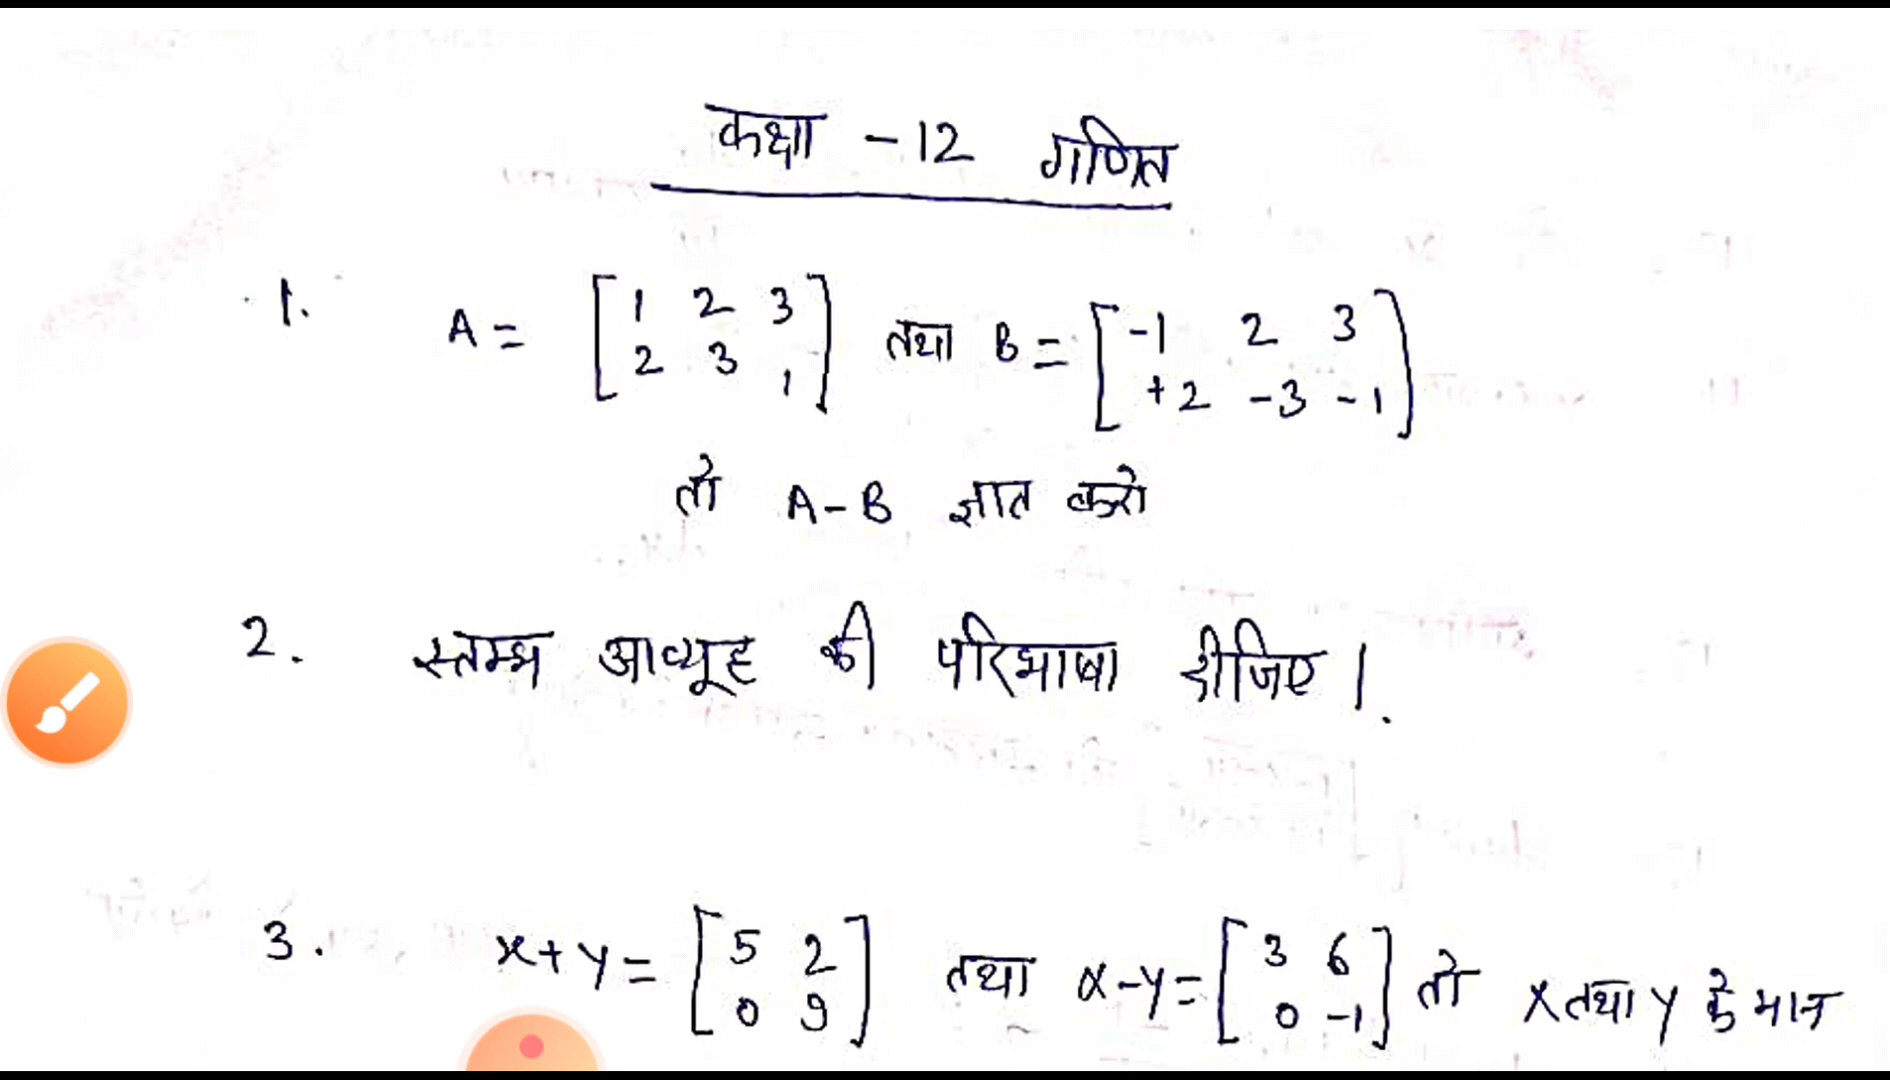 कक्षा - 12 गणित
1. A = [1 2 3 तथा B = [-1 2 3
2 3 1] +2 -3 -1]
तो A-B ज्ञात करो
2. स्तम्भ आव्यूह की परिभाषा दीजिए।
3. x+y = [5 2 तथा x-y = [3 6 तो x तथा y के मान
0 9] 0 -1]